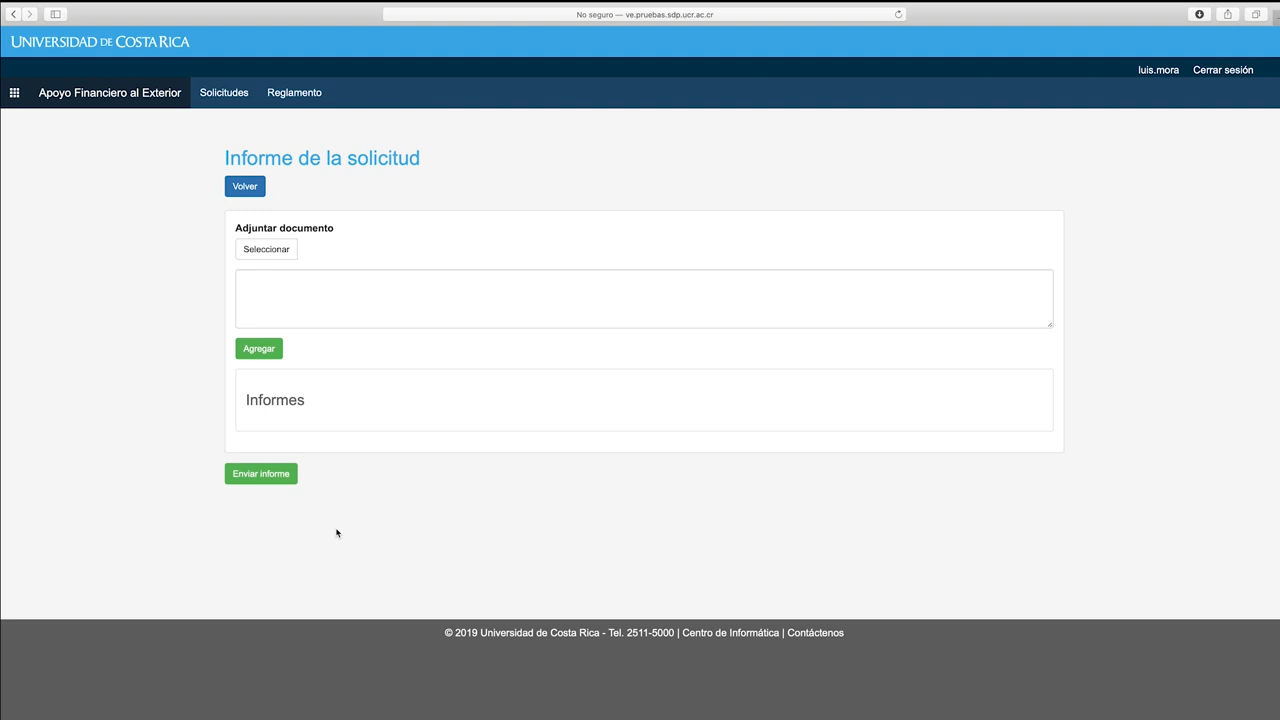 No seguro — ve.pruebas.sdp.ucr.ac.cr
UNIVERSIDAD DE COSTA RICA
luis.mora Cerrar sesión
Apoyo Financiero al Exterior Solicitudes Reglamento
Informe de la solicitud
Volver
Adjuntar documento
Seleccionar
Agregar
Informes
Enviar informe
© 2019 Universidad de Costa Rica - Tel. 2511-5000 | Centro de Informática | Contáctenos